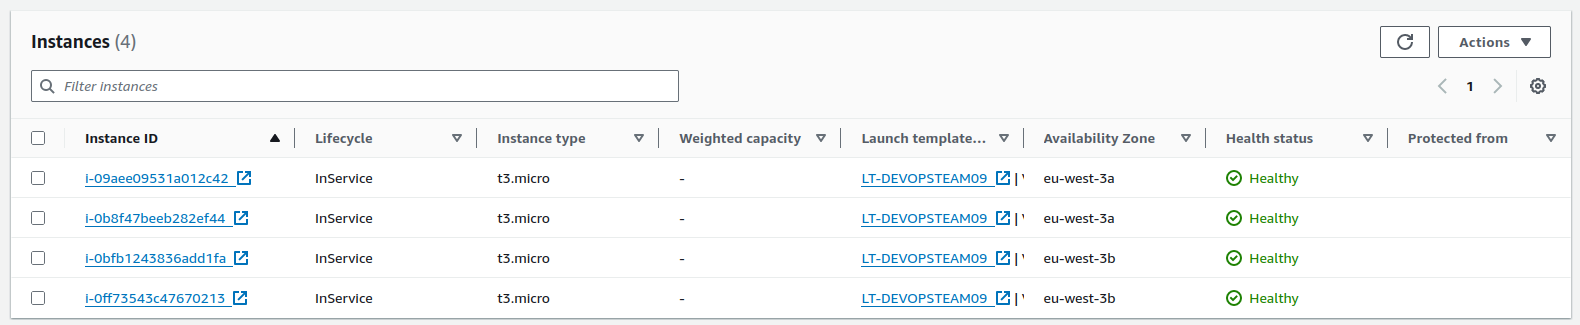 Instances (4)
Actions
Filter instances
1
Instance ID Lifecycle Instance type Weighted capacity Launch template... Availability Zone Health status Protected from
i-09aee09531a012c42 InService t3.micro - LT-DEVOPSTEAM09 | eu-west-3a Healthy
i-0b8f47beeb282ef44 InService t3.micro - LT-DEVOPSTEAM09 | eu-west-3a Healthy
i-0bfb1243836add1fa InService t3.micro - LT-DEVOPSTEAM09 | eu-west-3b Healthy
i-0ff73543c47670213 InService t3.micro - LT-DEVOPSTEAM09 | eu-west-3b Healthy